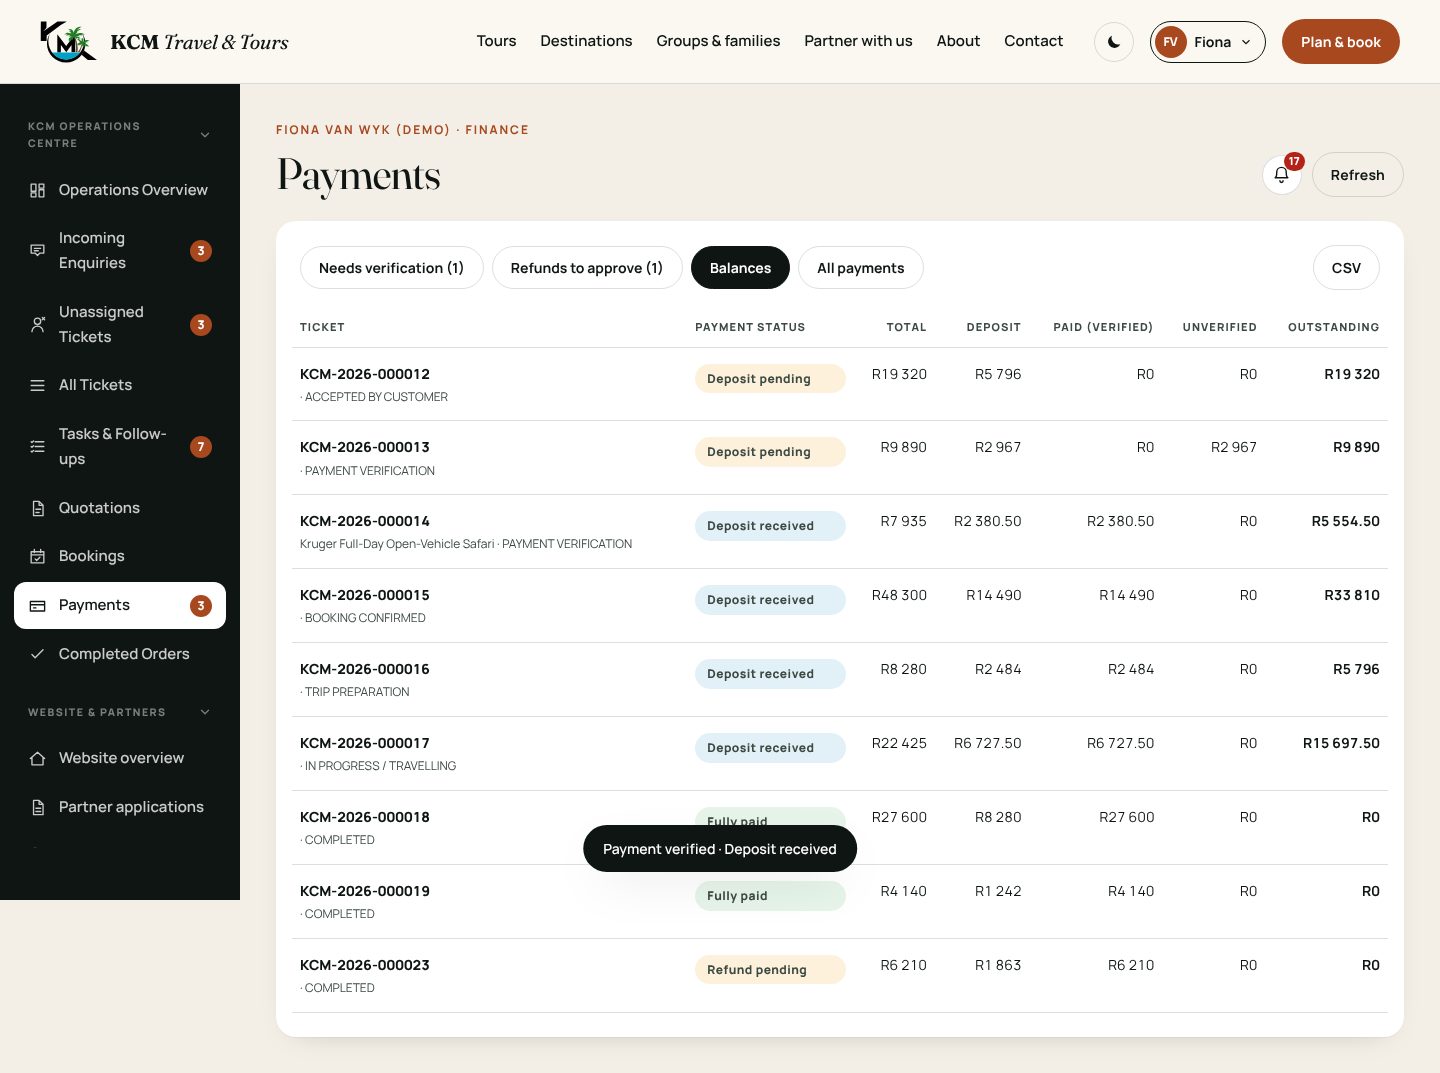 KCM Travel & Tours
Tours Destinations Groups & families Partner with us About Contact FV Fiona Plan & book
KCM OPERATIONS
CENTRE
Operations Overview
Incoming
Enquiries 3
Unassigned
Tickets 3
All Tickets
Tasks & Follow-
ups 7
Quotations
Bookings
Payments 3
Completed Orders
WEBSITE & PARTNERS
Website overview
Partner applications
FIONA VAN WYK (DEMO) · FINANCE
Payments
17 Refresh
Needs verification (1) Refunds to approve (1) Balances All payments CSV
TICKET PAYMENT STATUS TOTAL DEPOSIT PAID (VERIFIED) UNVERIFIED OUTSTANDING
KCM-2026-000012 Deposit pending R19 320 R5 796 R0 R0 R19 320
· ACCEPTED BY CUSTOMER
KCM-2026-000013 Deposit pending R9 890 R2 967 R0 R2 967 R9 890
· PAYMENT VERIFICATION
KCM-2026-000014 Deposit received R7 935 R2 380.50 R2 380.50 R0 R5 554.50
Kruger Full-Day Open-Vehicle Safari · PAYMENT VERIFICATION
KCM-2026-000015 Deposit received R48 300 R14 490 R14 490 R0 R33 810
· BOOKING CONFIRMED
KCM-2026-000016 Deposit received R8 280 R2 484 R2 484 R0 R5 796
· TRIP PREPARATION
KCM-2026-000017 Deposit received R22 425 R6 727.50 R6 727.50 R0 R15 697.50
· IN PROGRESS / TRAVELLING
KCM-2026-000018 Fully paid R27 600 R8 280 R27 600 R0 R0
· COMPLETED
Payment verified · Deposit received
KCM-2026-000019 Fully paid R4 140 R1 242 R4 140 R0 R0
· COMPLETED
KCM-2026-000023 Refund pending R6 210 R1 863 R6 210 R0 R0
· COMPLETED